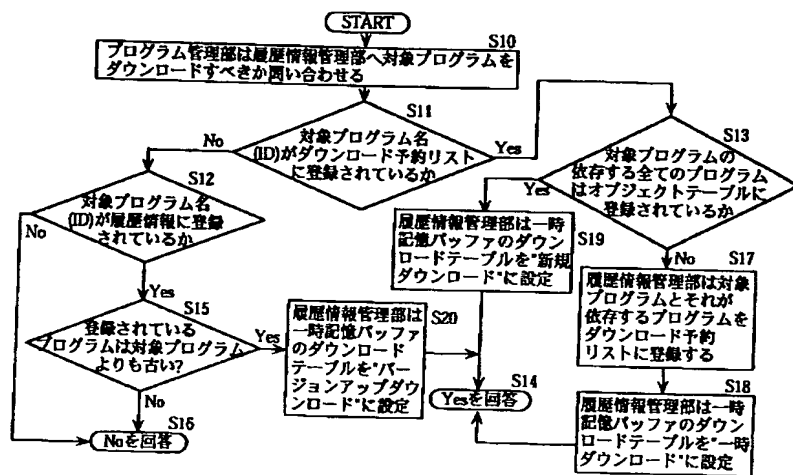 START
S10
プログラム管理部は履歴情報管理部へ対象プログラムを
ダウンロードすべきか問い合わせる
S11
対象プログラム名
(ID)がダウンロード予約リスト
に登録されているか
No
Yes
S12
対象プログラム名
(ID)が履歴情報に登録
されているか
No
Yes
S13
対象プログラムの
依存する全てのプログラム
はオブジェクトテーブルに
登録されているか
Yes
No
S19
履歴情報管理部は一時
記憶バッファのダウン
ロードテーブルを"新規
ダウンロード"に設定
S17
履歴情報管理部は対象
プログラムとそれが
依存するプログラムを
ダウンロード予約
リストに登録する
S15
登録されている
プログラムは対象プログラム
よりも古い?
Yes
No
S20
履歴情報管理部は
一時記憶バッファ
のダウンロード
テーブルを"バー
ジョンアップダウ
ンロード"に設定
S14
Yesを回答
S16
Noを回答
S18
履歴情報管理部は一時
記憶バッファのダウン
ロードテーブルを"一時
ダウンロード"に設定